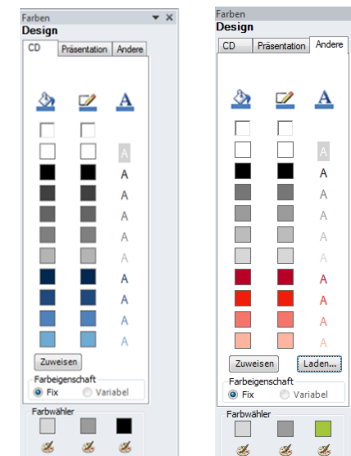 Farben
Design
CD Präsentation Andere
A
A
A
A
A
A
A
A
A
A
A
Zuweisen
Farbeigenschaft
Fix Variabel
Farbwähler
Farben
Design
CD Präsentation Andere
A
A
A
A
A
A
A
A
A
A
A
Zuweisen Laden...
Farbeigenschaft
Fix Variabel
Farbwähler